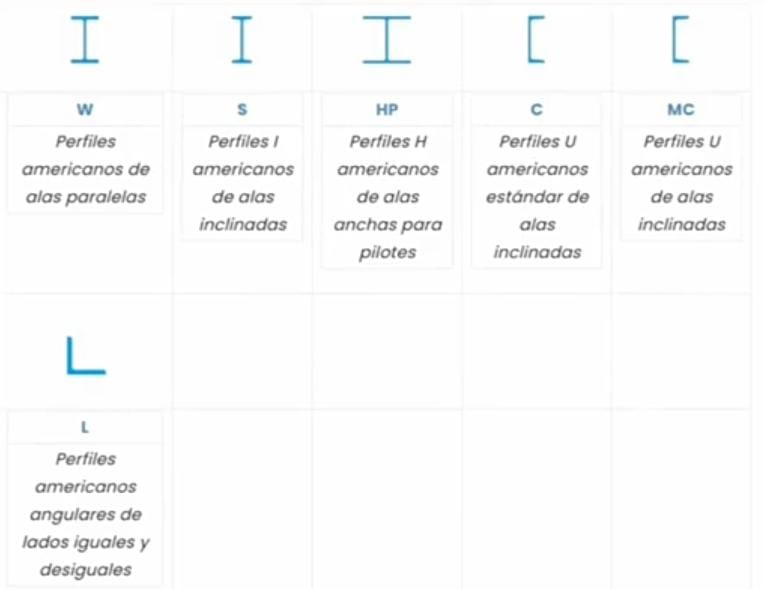 W
Perfiles
americanos de
alas paralelas
S
Perfiles I
americanos
de alas
inclinadas
HP
Perfiles H
americanos
de alas
anchas para
pilotes
C
Perfiles U
americanos
estándar de
alas
inclinadas
MC
Perfiles U
americanos
de alas
inclinadas
L
Perfiles
americanos
angulares de
lados iguales y
desiguales